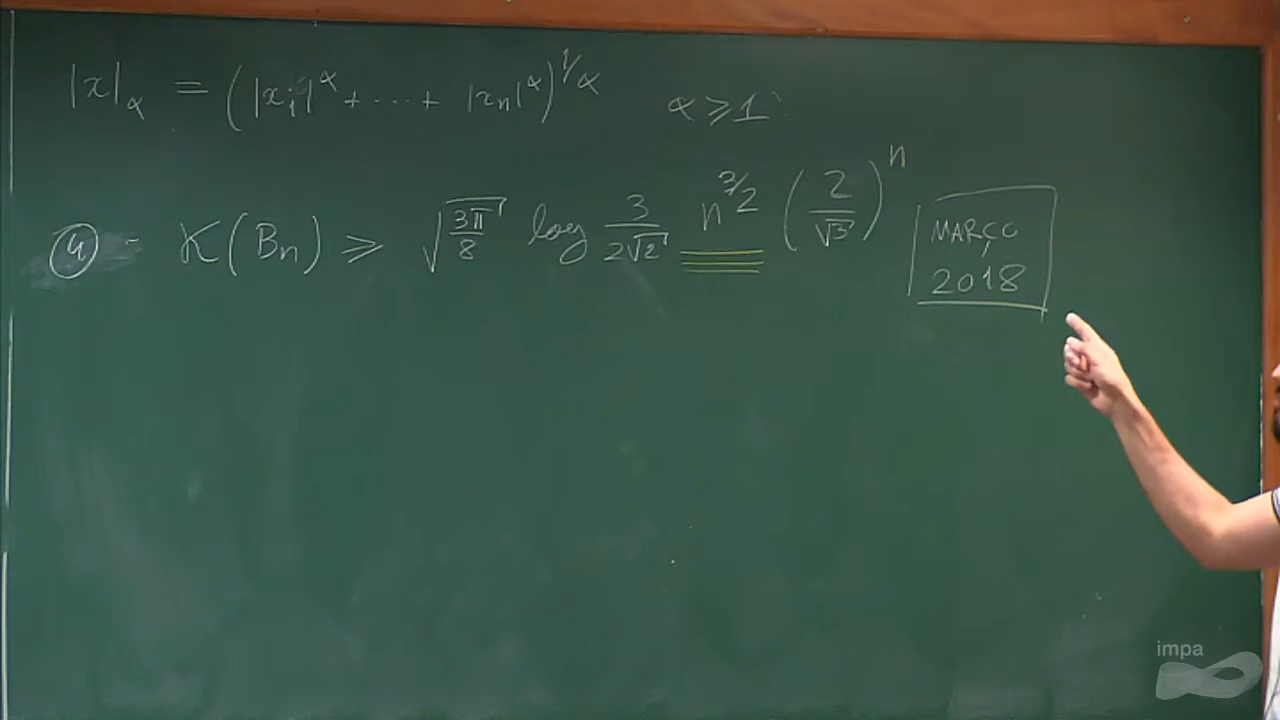 |x|_α = (|x_1|^α + ... + |x_n|^α)^{1/α} α ⩾ 1
④ - K(B_n) ⩾ √(3π/8) log 3/(2√2) n^{3/2} (2/√3)^n
MARÇO
2018
impa